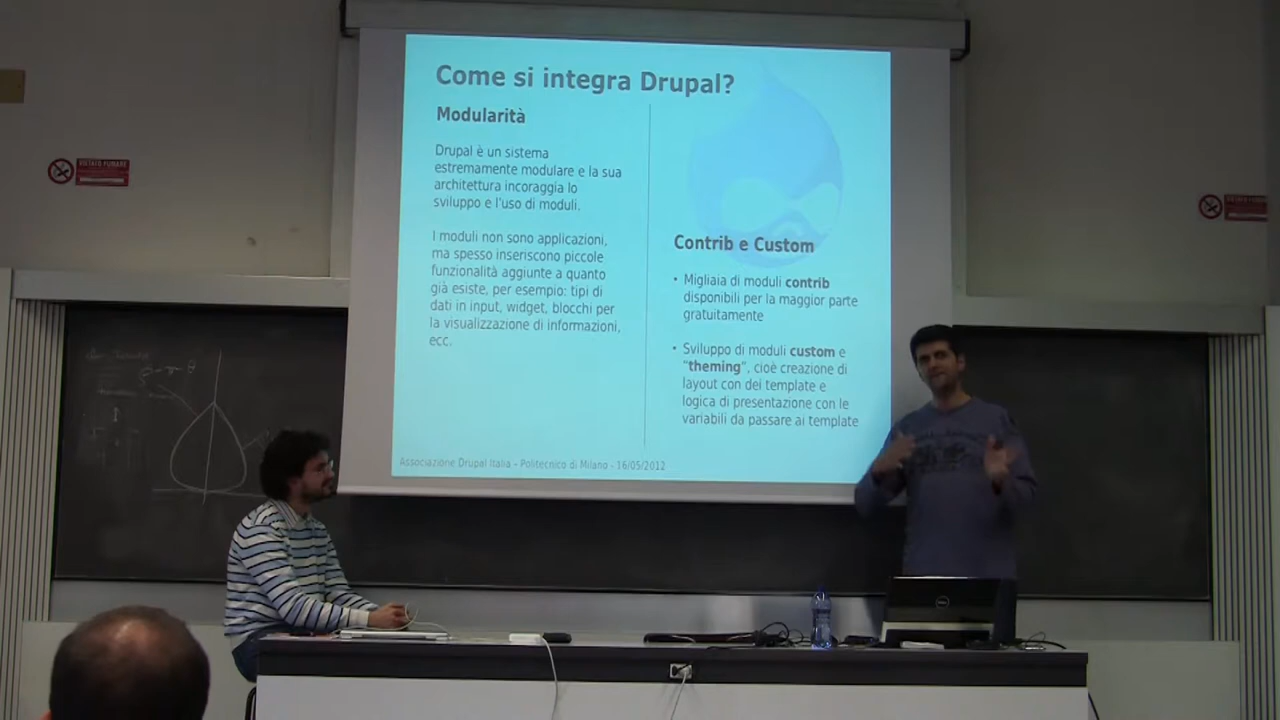 Come si integra Drupal?
Modularità
Drupal è un sistema
estremamente modulare e la sua
architettura incoraggia lo
sviluppo e l'uso di moduli.
I moduli non sono applicazioni,
ma spesso inseriscono piccole
funzionalità aggiunte a quanto
già esiste, per esempio: tipi di
dati in input, widget, blocchi per
la visualizzazione di informazioni,
ecc.
Contrib e Custom
• Migliaia di moduli contrib
disponibili per la maggior parte
gratuitamente
• Sviluppo di moduli custom e
"theming", cioè creazione di
layout con dei template e
logica di presentazione con le
variabili da passare ai template
Associazione Drupal Italia - Politecnico di Milano - 16/05/2012
VIETATO FUMARE
VIETATO FUMARE
DELL